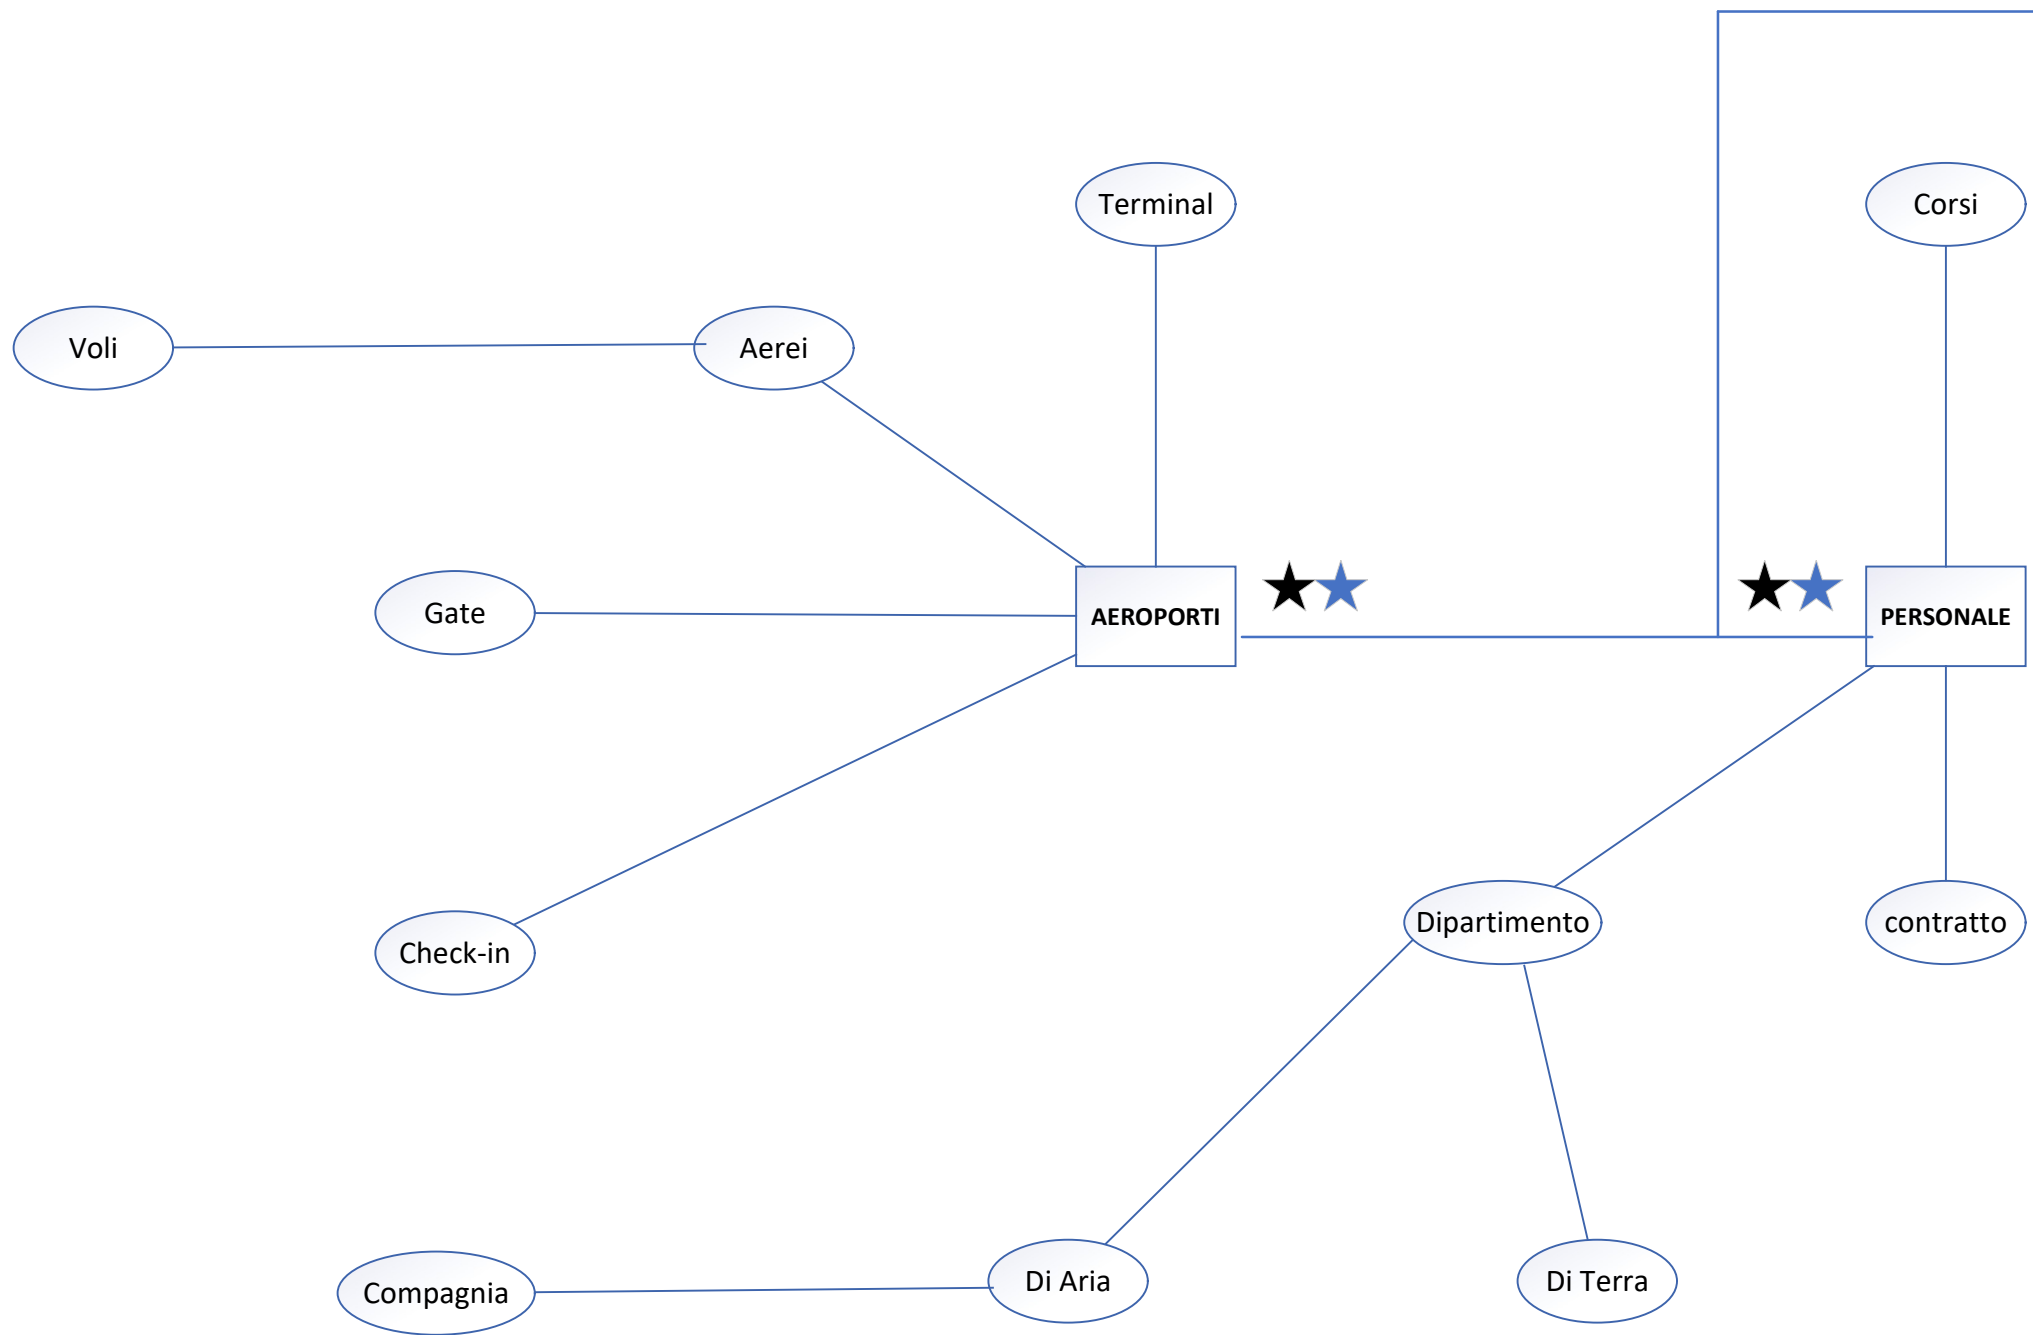 Terminal
Corsi
Voli
Aerei
Gate
AEROPORTI
PERSONALE
Check-in
Dipartimento
contratto
Compagnia
Di Aria
Di Terra